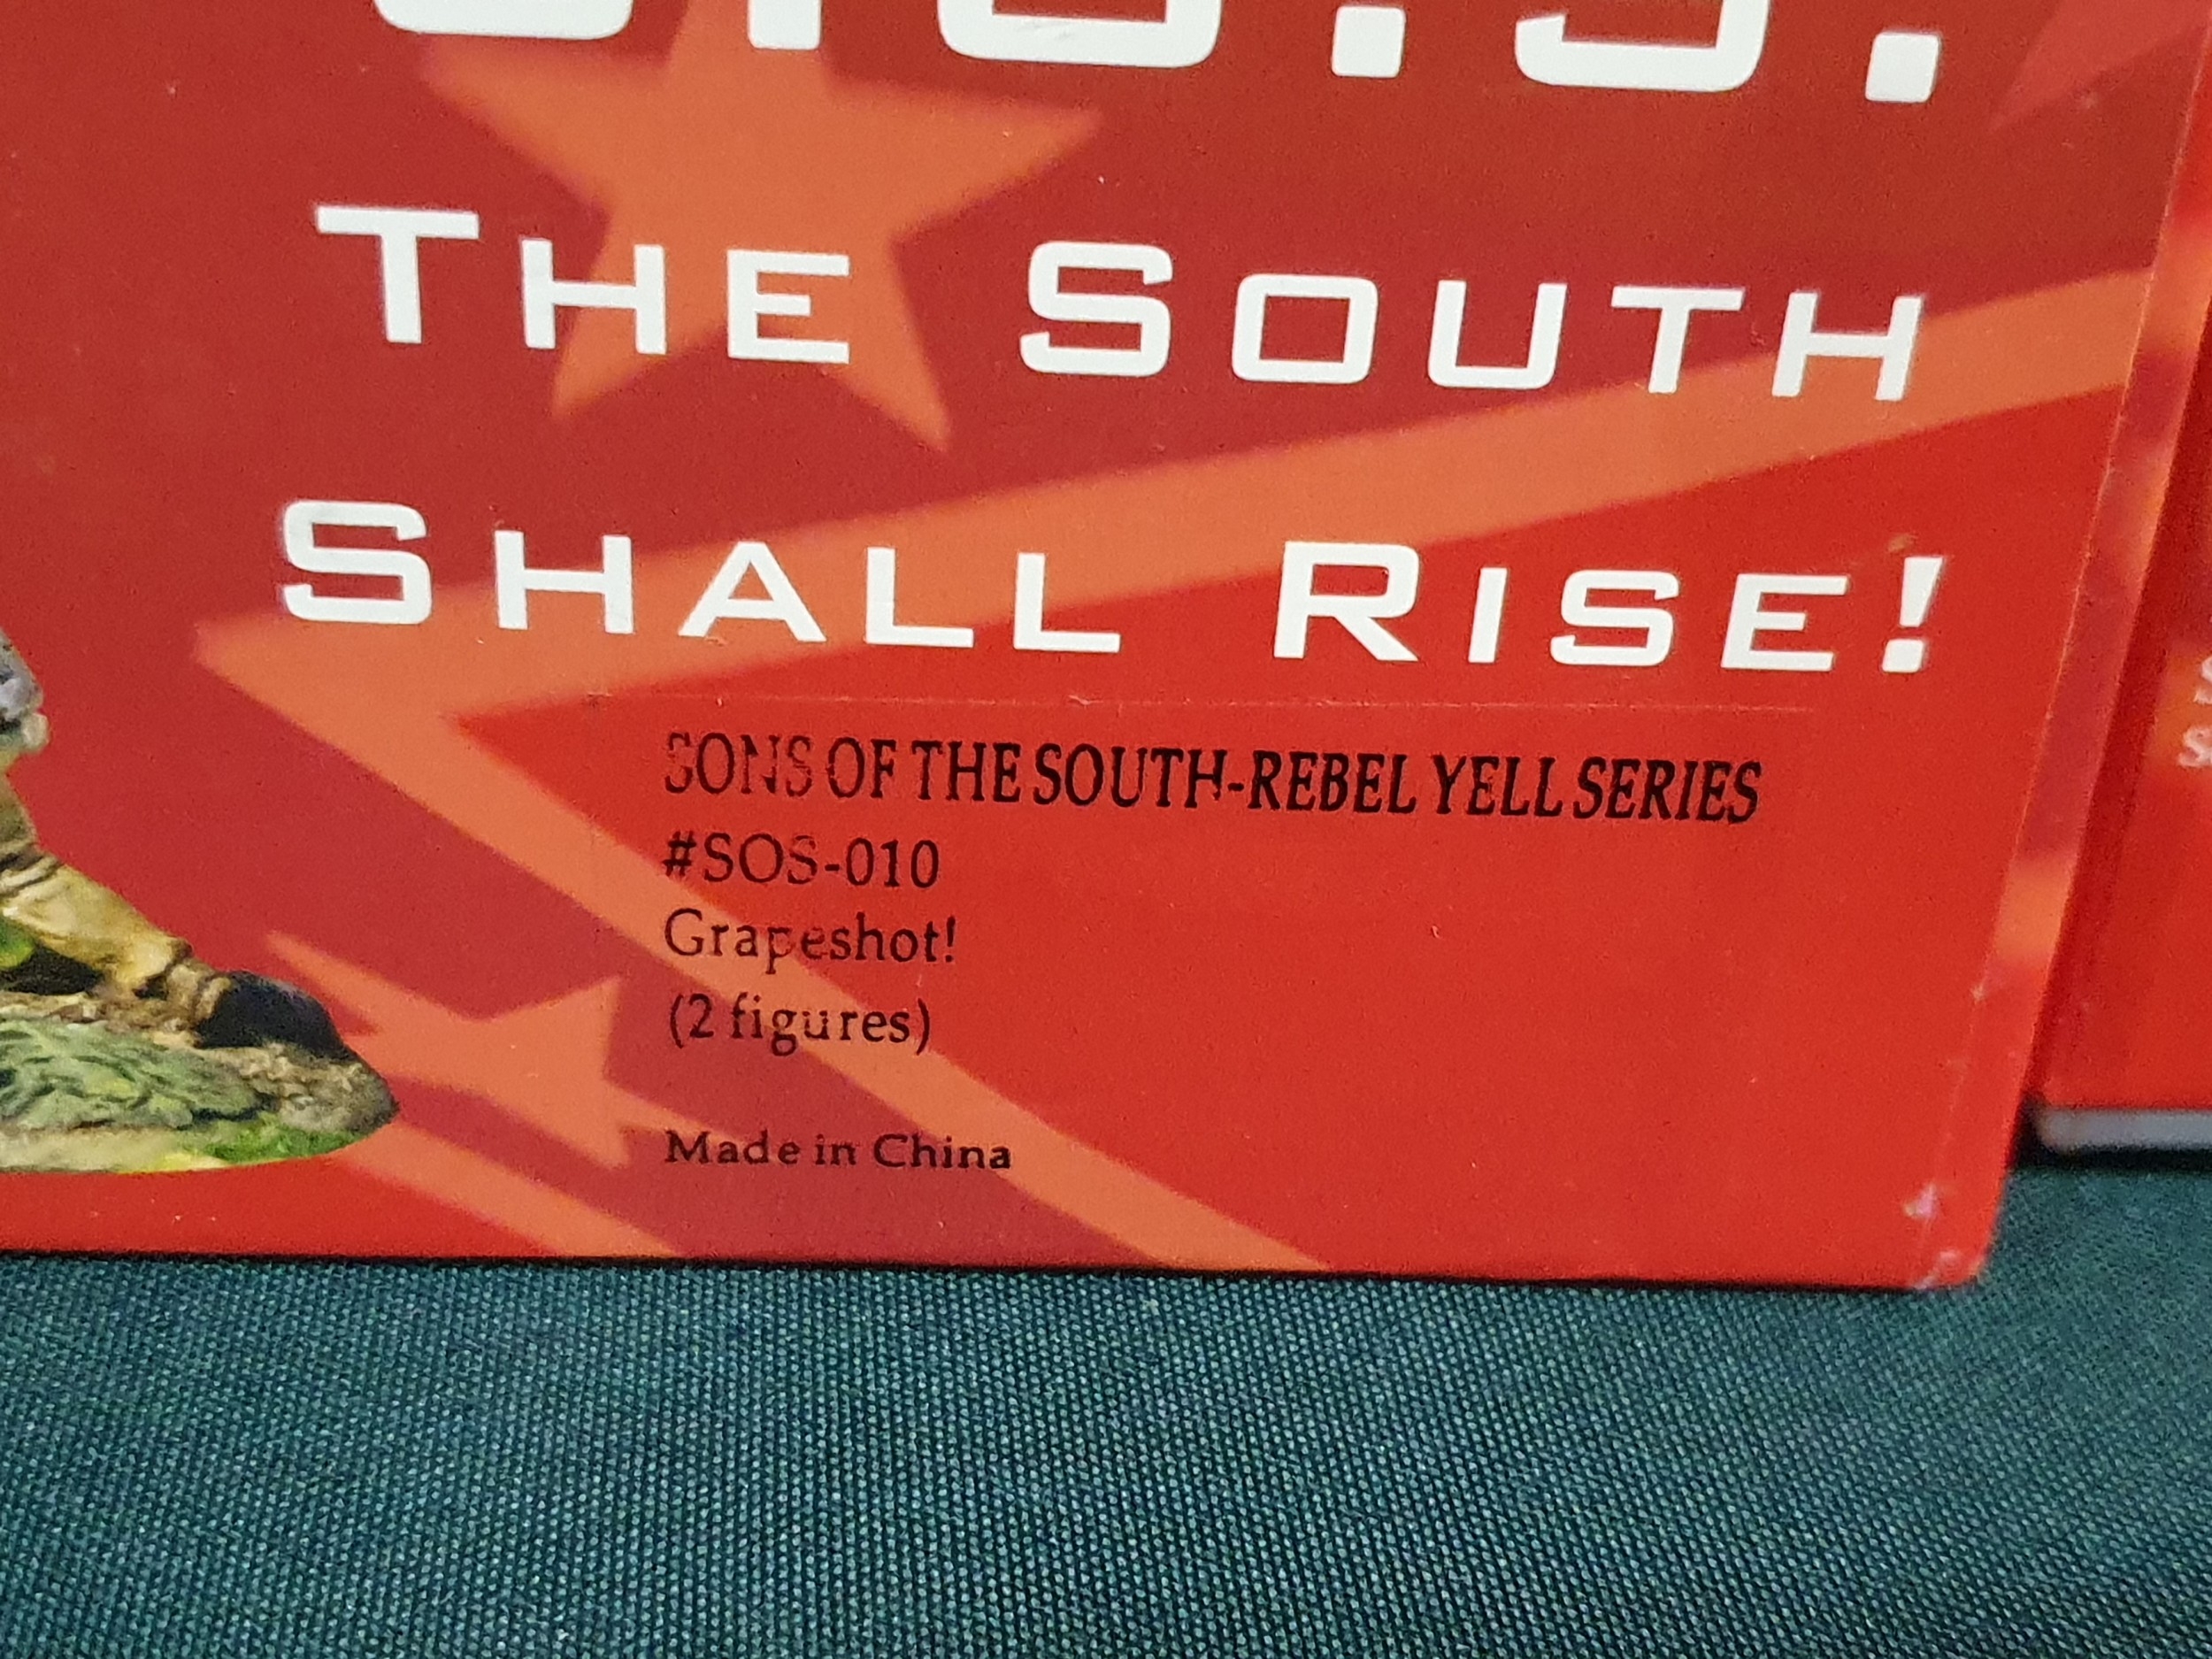 S.O.S.
THE SOUTH
SHALL RISE!
SONS OF THE SOUTH-REBEL YELL SERIES
#SOS-010
Grapeshot!
(2 figures)
Made in China